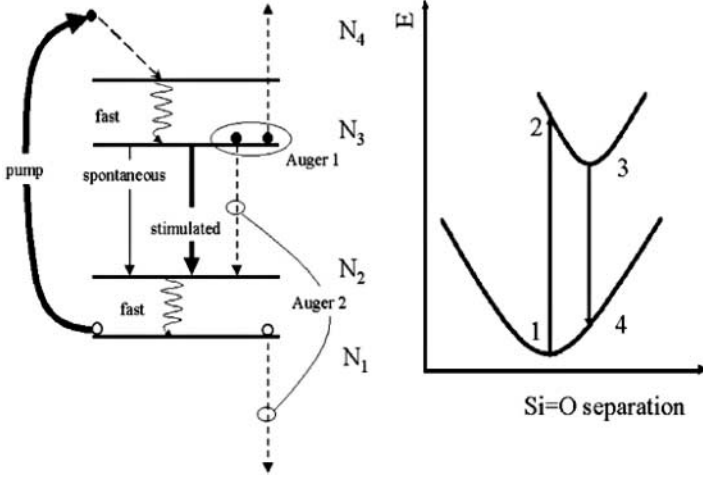 N4
fast
N3
Auger 1
pump
spontaneous
stimulated
N2
fast
Auger 2
N1
E
2
3
1
4
Si=O separation